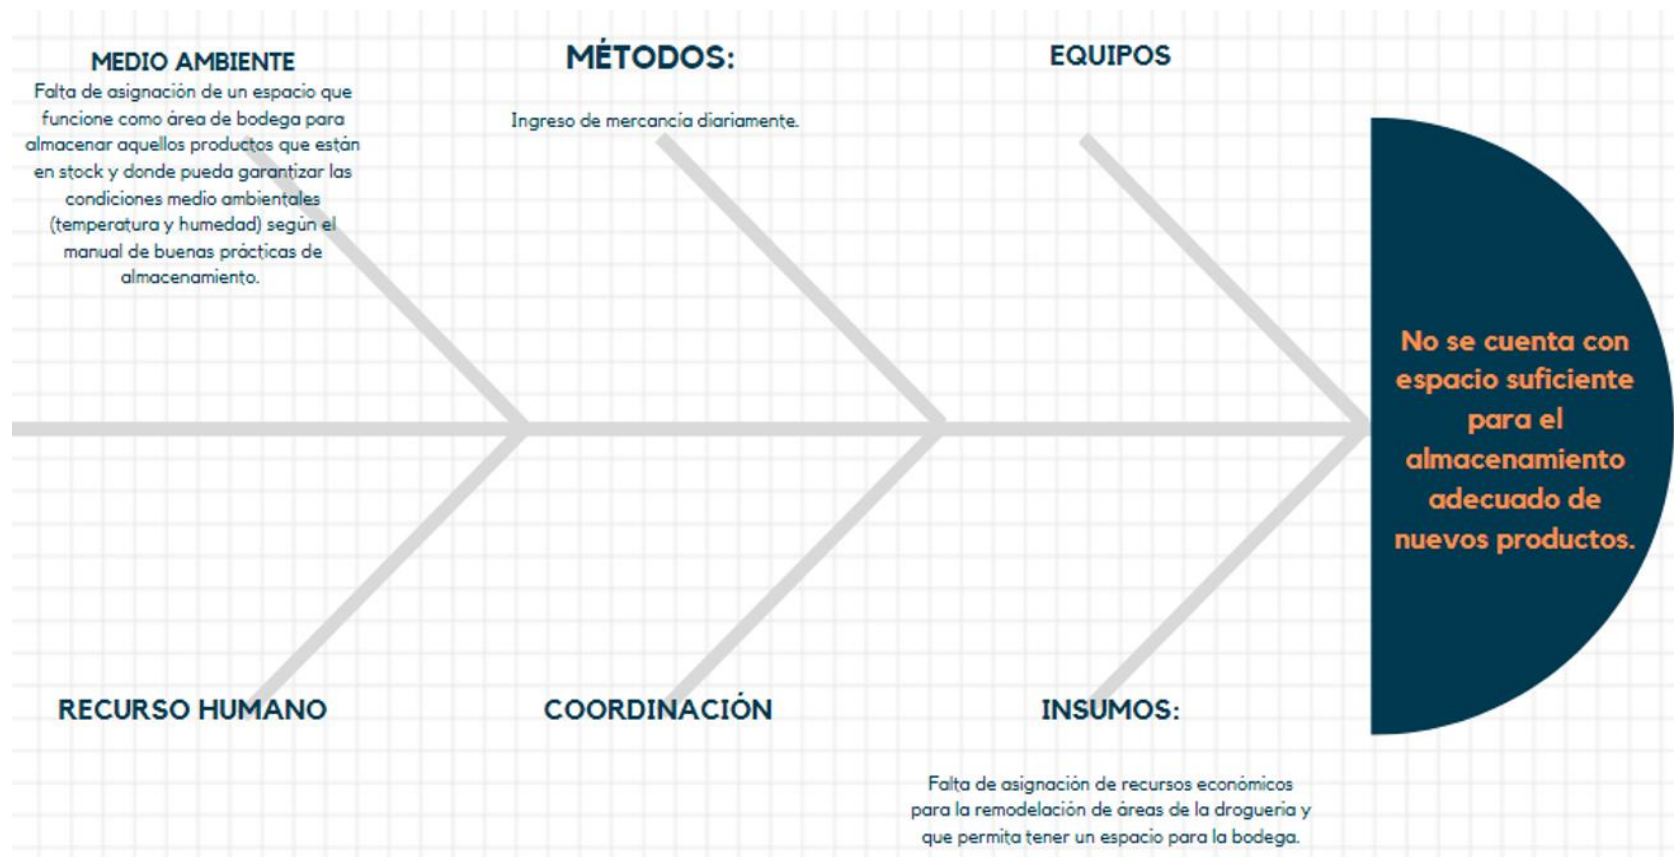 MEDIO AMBIENTE
Falta de asignación de un espacio que
funcione como área de bodega para
almacenar aquellos productos que están
en stock y donde pueda garantizar las
condiciones medio ambientales
(temperatura y humedad) según el
manual de buenas prácticas de
almacenamiento.
MÉTODOS:
Ingreso de mercancía diariamente.
EQUIPOS
No se cuenta con
espacio suficiente
para el
almacenamiento
adecuado de
nuevos productos.
RECURSO HUMANO
COORDINACIÓN
INSUMOS:
Falta de asignación de recursos económicos
para la remodelación de áreas de la droguería y
que permita tener un espacio para la bodega.